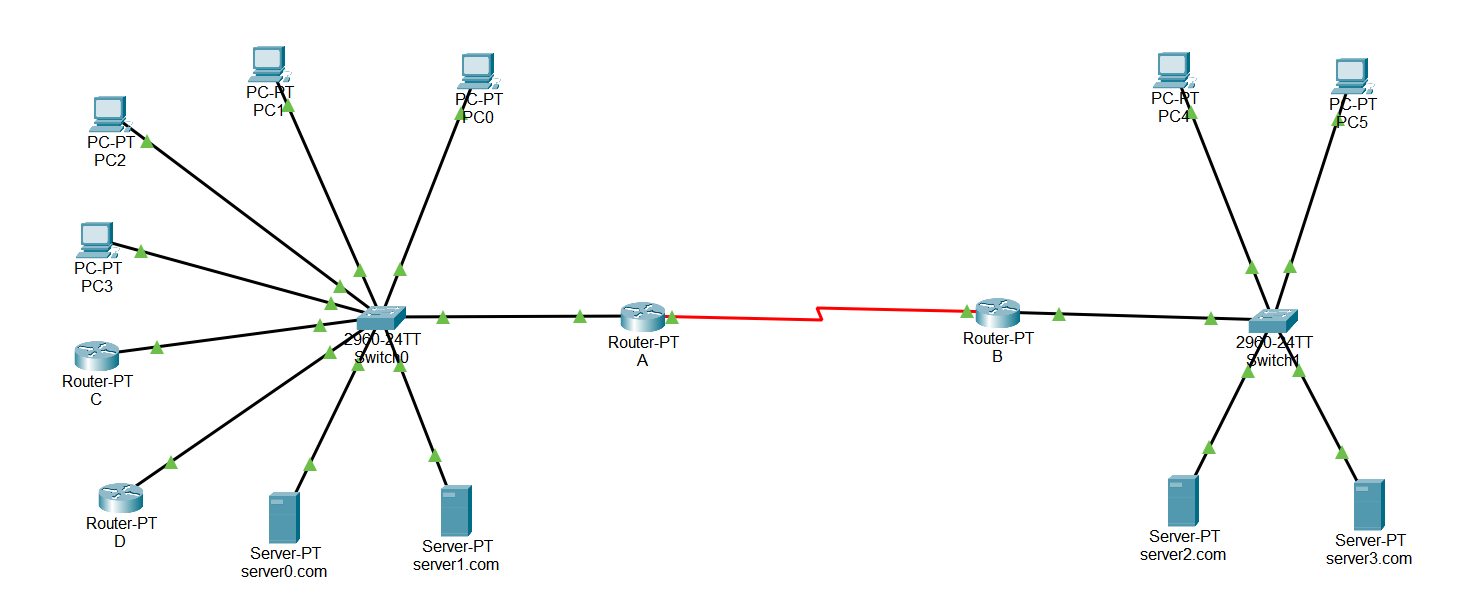 PC-PT
PC1
PC-PT
PC0
PC-PT
PC4
PC-PT
PC5
PC-PT
PC2
PC-PT
PC3
2960-24TT
Switch0
Router-PT
A
Router-PT
B
2960-24TT
Switch1
Router-PT
C
Router-PT
D
Server-PT
server0.com
Server-PT
server1.com
Server-PT
server2.com
Server-PT
server3.com